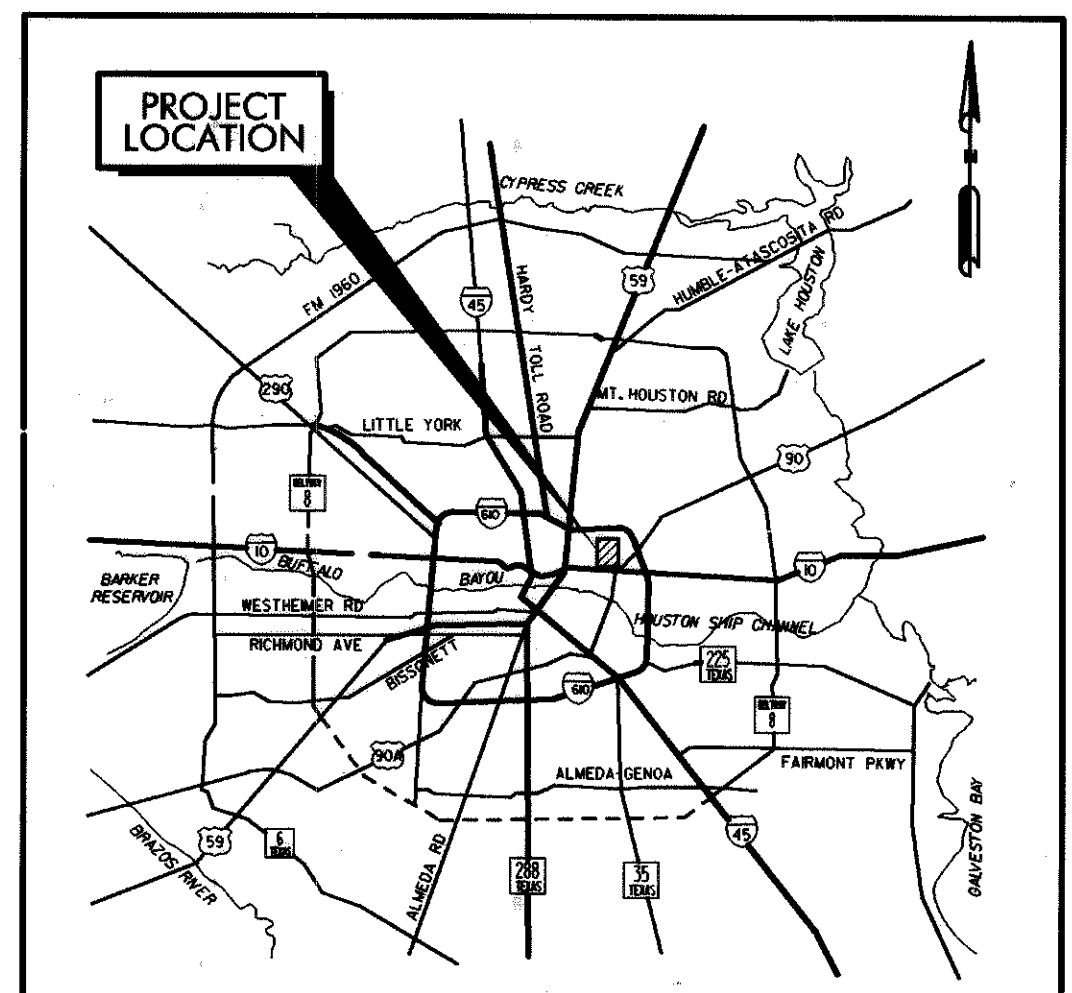 PROJECT
LOCATION
N
CYPRESS CREEK
HUMBLE-ATASCOSITA RD
LAKE HOUSTON
FM 1960
45
HARDY TOLL ROAD
59
290
LITTLE YORK
MT. HOUSTON RD
90
BELTWAY
8
610
10
BUFFALO
BAYOU
10
BARKER
RESERVOIR
WESTHEIMER RD
HOUSTON SHIP CHANNEL
RICHMOND AVE
BISSONETT
225
TEXAS
610
BELTWAY
8
90A
ALMEDA-GENOA
FAIRMONT PKWY
GALVESTON BAY
BRAZOS RIVER
59
6
TEXAS
ALMEDA RD
288
TEXAS
35
TEXAS
45